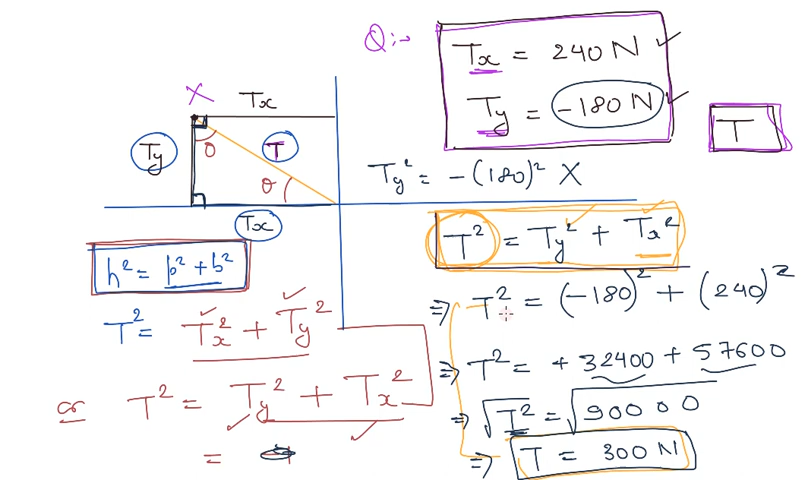 Q:-
Tx = 240 N ✓
Ty = -180 N ✓
T
X
Tx
Ty
θ
T
θ
Tx
Ty² = -(180)² X
h² = p² + b²
T² = Ty² + Tx²
T² = Tx² + Ty²
or T² = Ty² + Tx²
=
⇒ T² = (-180)² + (240)²
⇒ T² = + 32400 + 57600
⇒ √T² = √90000
⇒ T = 300 N